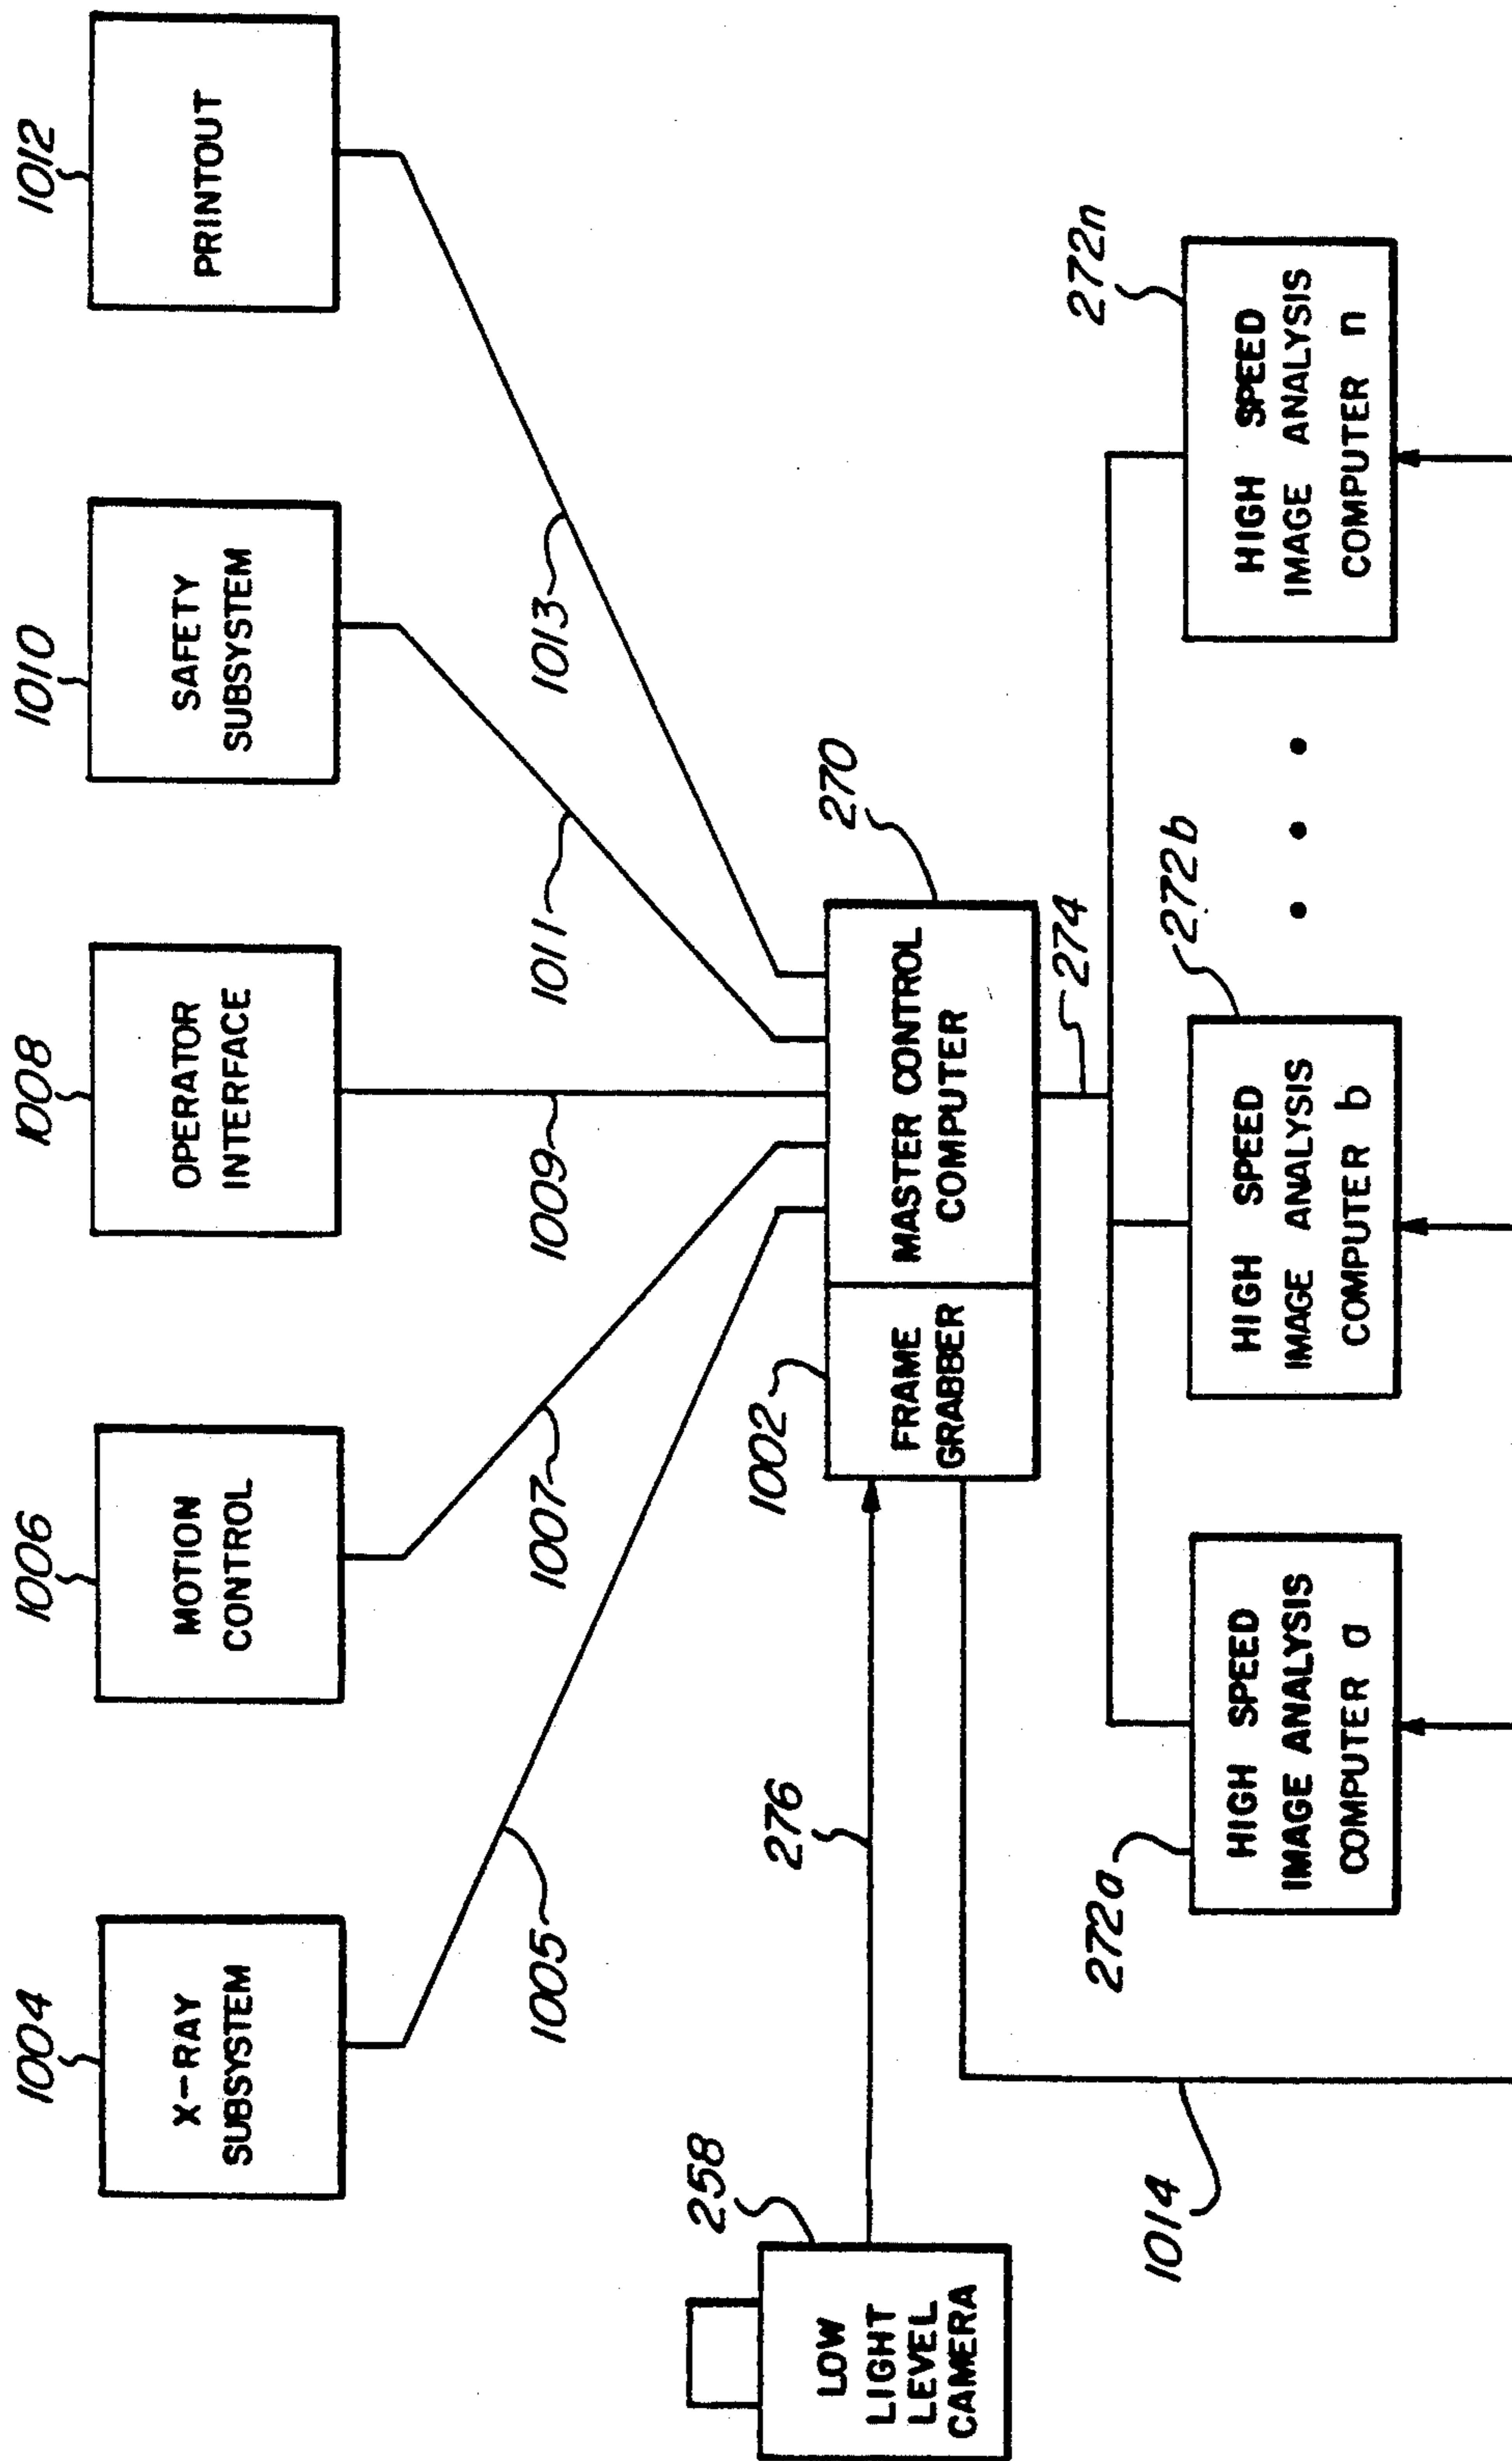 1004
1006
1008
1010
1012
X-RAY
SUBSYSTEM
MOTION
CONTROL
OPERATOR
INTERFACE
SAFETY
SUBSYSTEM
PRINTOUT
1005
1007
1009
1011
1013
258
276
1002
270
LOW
LIGHT
LEVEL
CAMERA
FRAME
GRABBER
MASTER CONTROL
COMPUTER
274
1014
272a
272b
272n
HIGH SPEED
IMAGE ANALYSIS
COMPUTER a
HIGH SPEED
IMAGE ANALYSIS
COMPUTER b
• • •
HIGH SPEED
IMAGE ANALYSIS
COMPUTER n